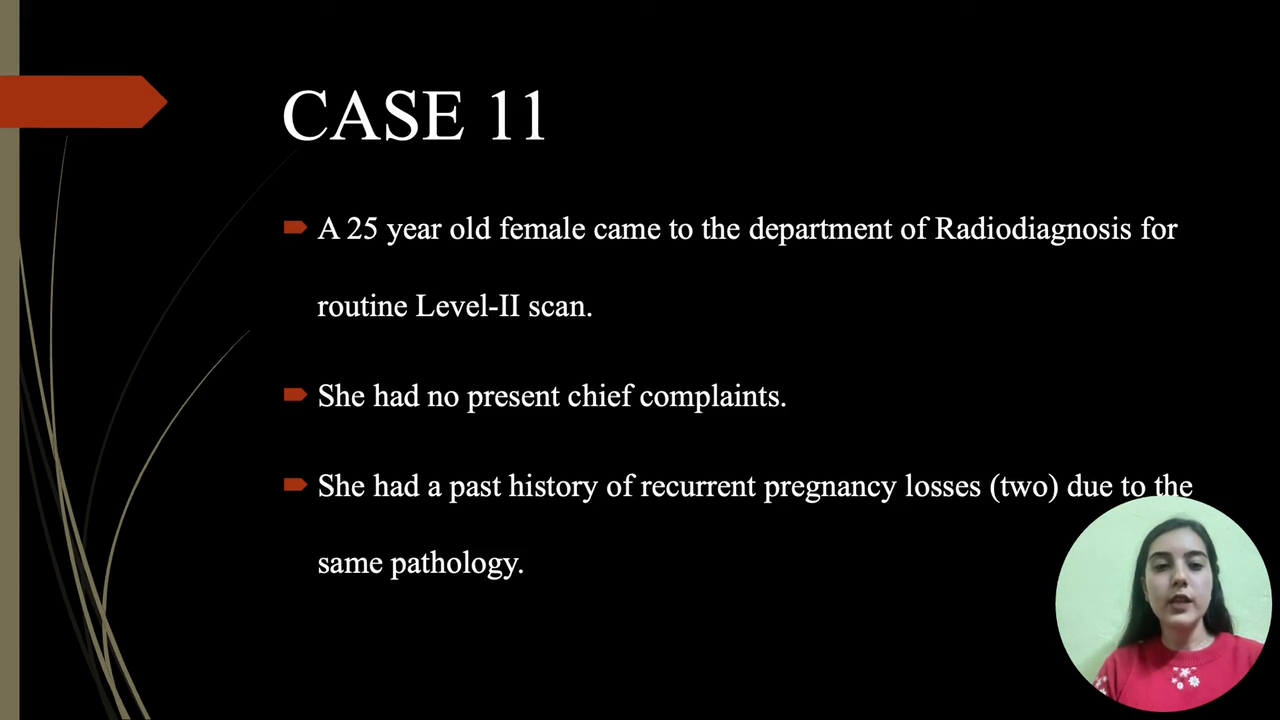 CASE 11
A 25 year old female came to the department of Radiodiagnosis for
routine Level-II scan.
She had no present chief complaints.
She had a past history of recurrent pregnancy losses (two) due to the
same pathology.